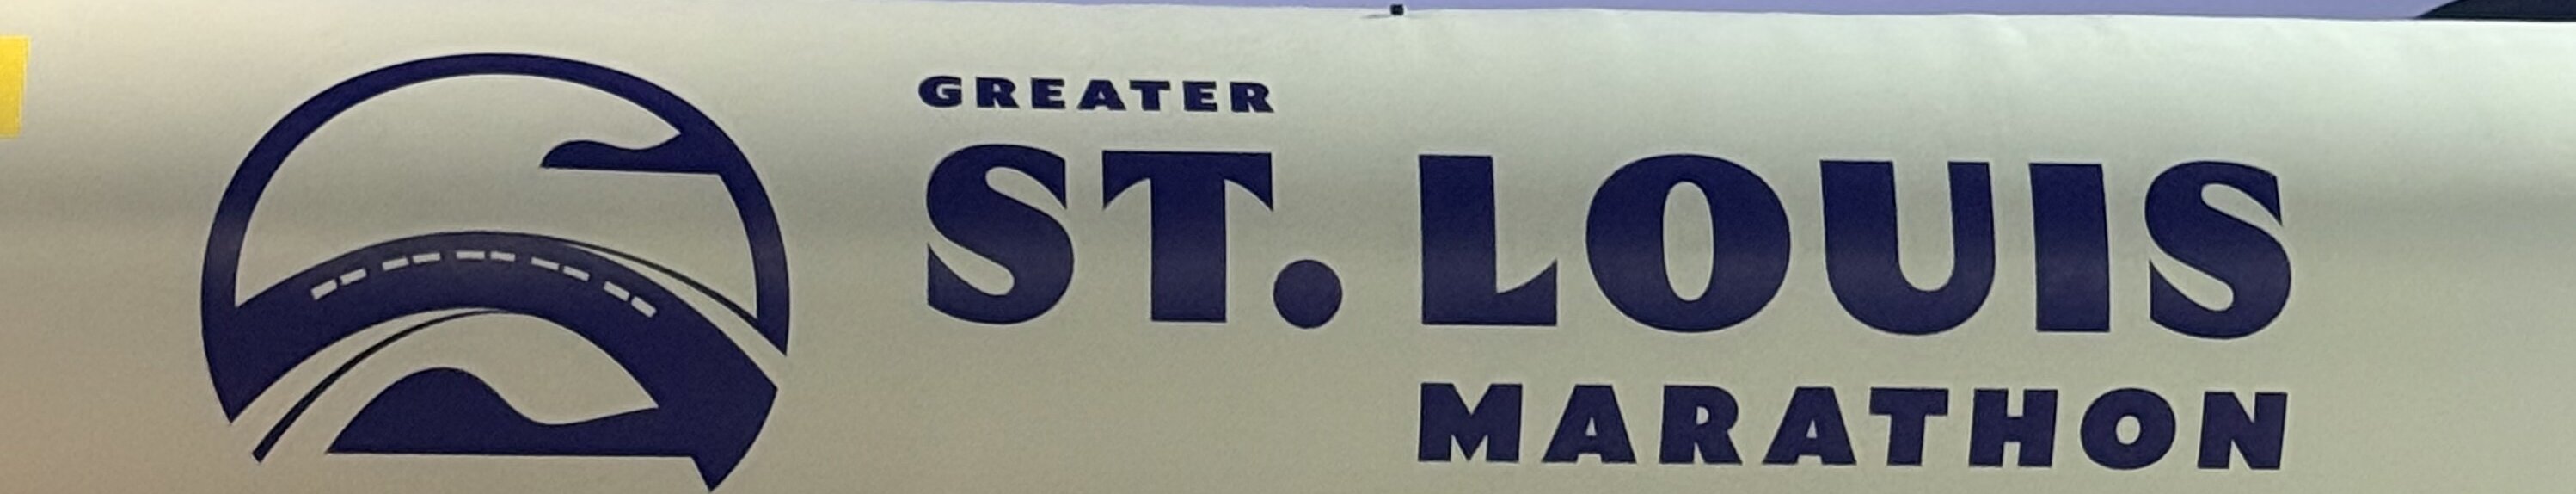 GREATER
ST. LOUIS
MARATHON